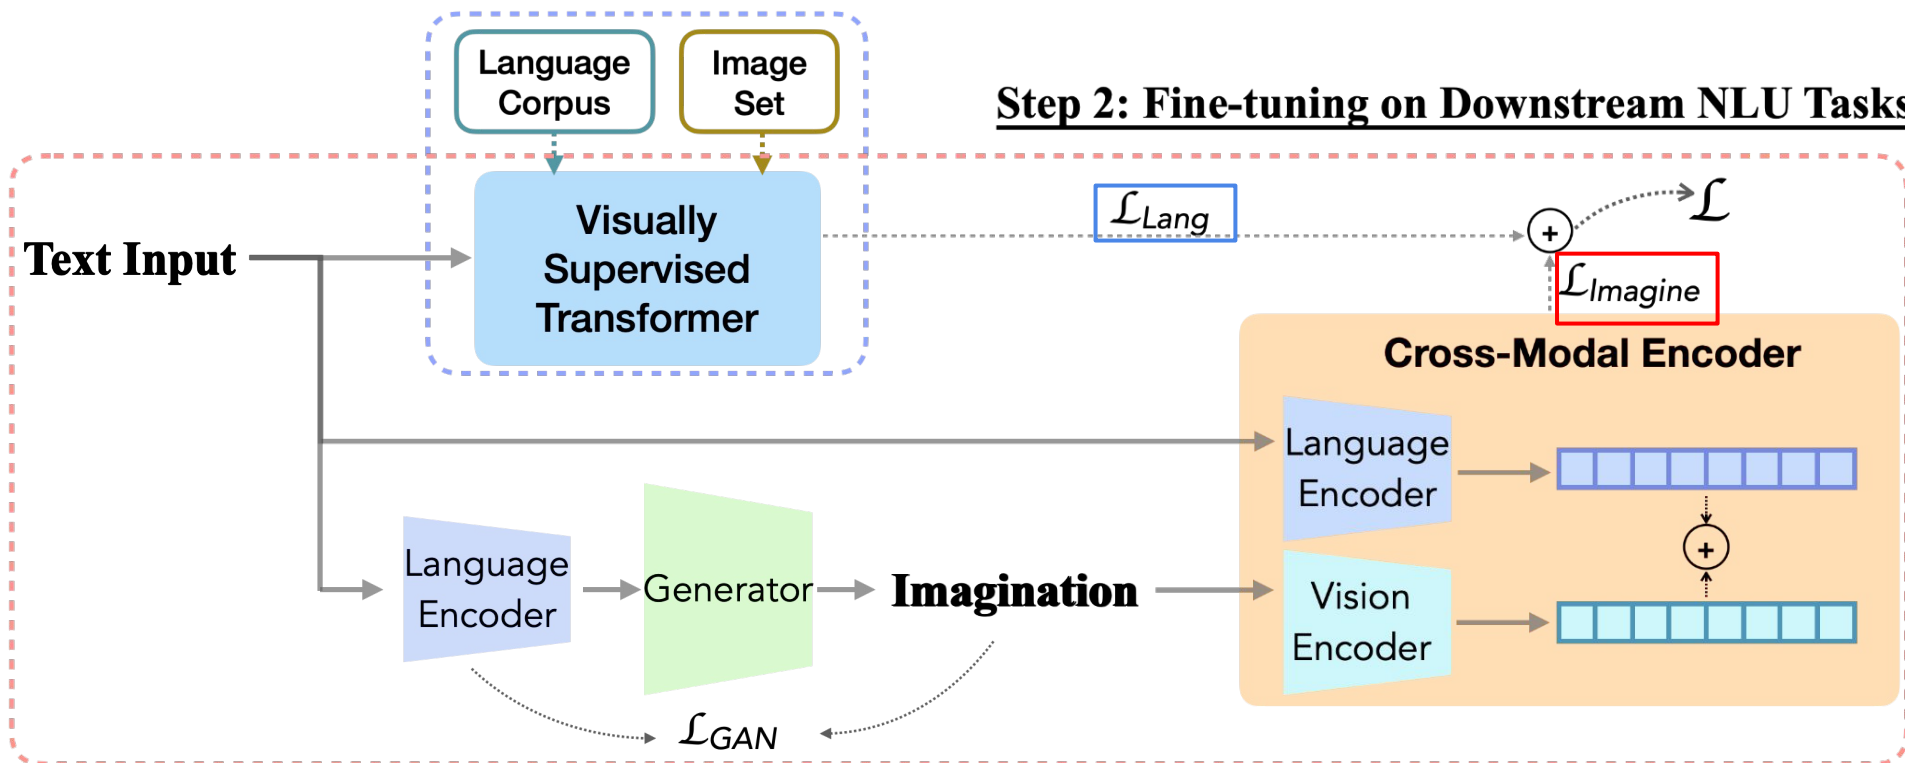 Language
Corpus
Image
Set
Step 2: Fine-tuning on Downstream NLU Tasks
Text Input
Visually
Supervised
Transformer
ℒLang
+
ℒ
ℒImagine
Cross-Modal Encoder
Language
Encoder
+
Language
Encoder
Generator
Imagination
Vision
Encoder
ℒGAN